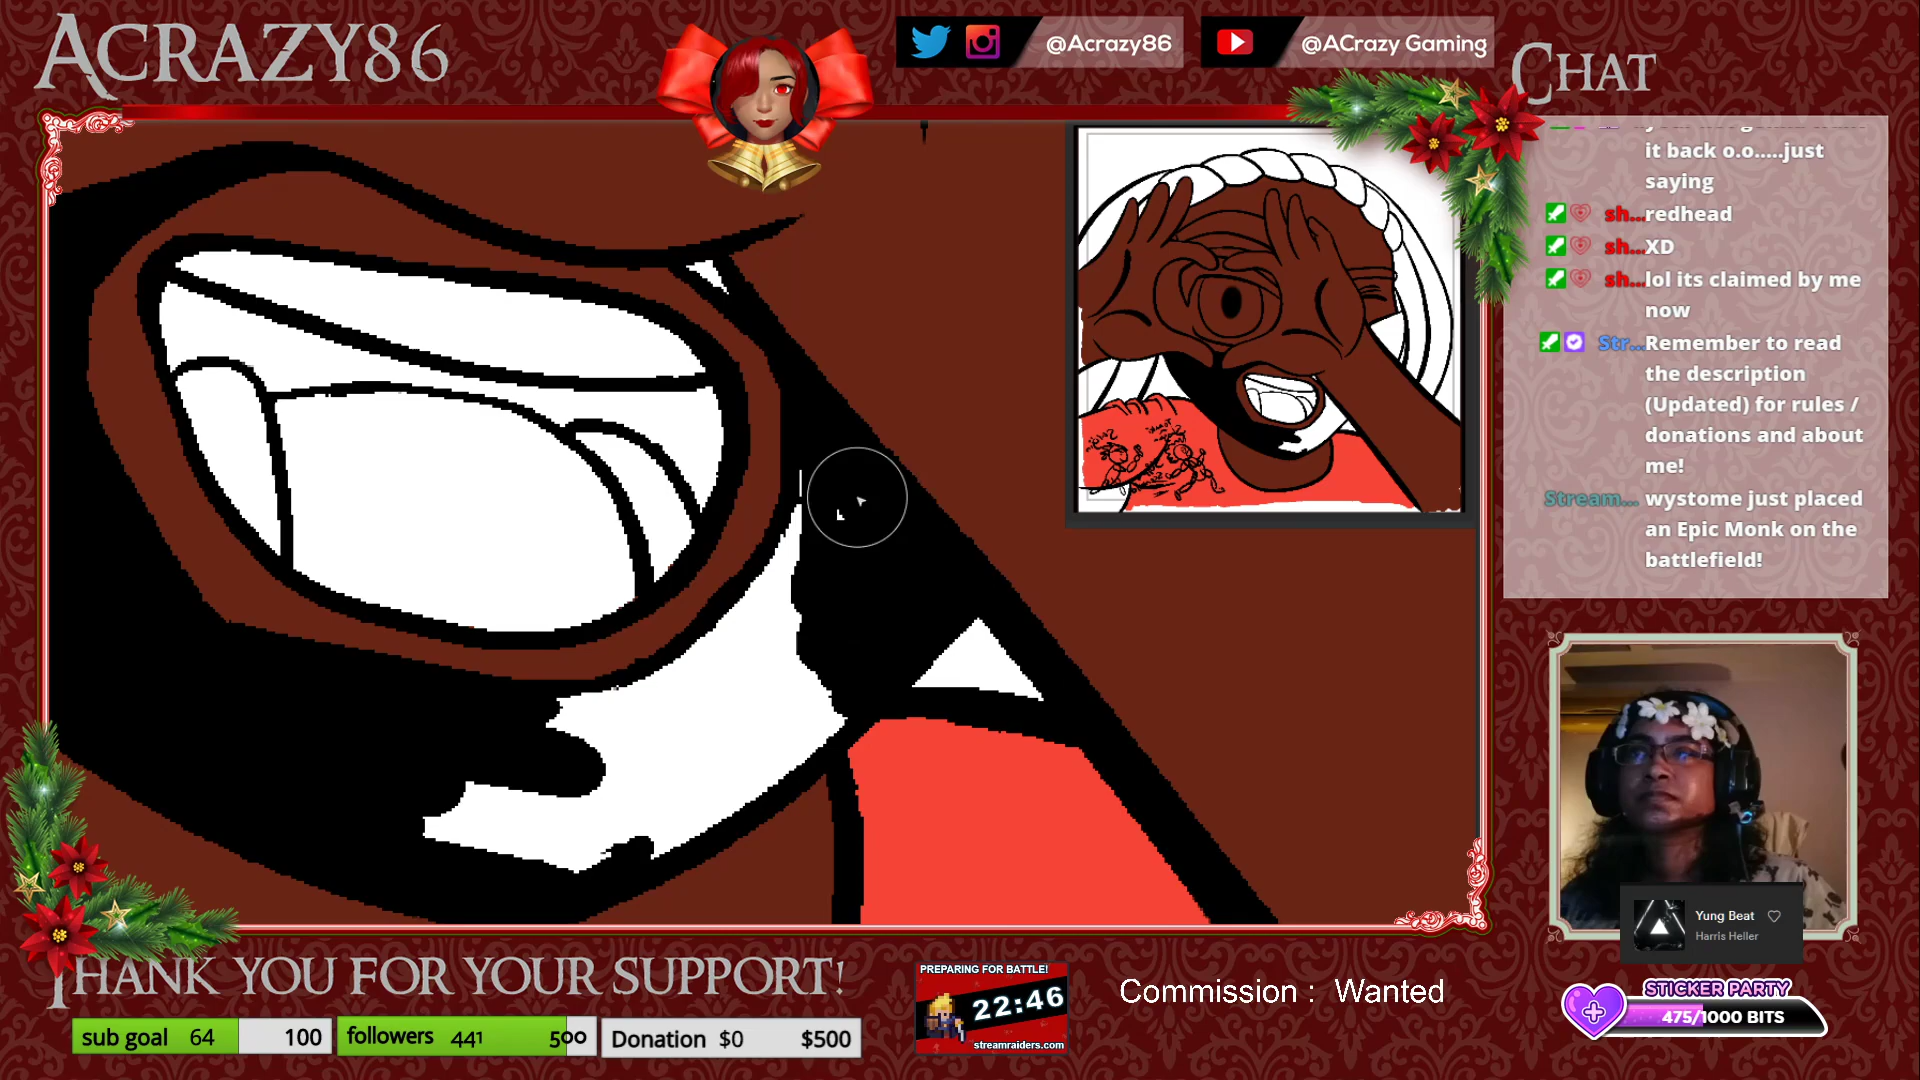 ACRAZY86
@Acrazy86
@ACrazy Gaming
CHAT
it back o.o.....just
saying
sh...redhead
sh...XD
sh...lol its claimed by me
now
Str...Remember to read
the description
(Updated) for rules /
donations and about
me!
Stream... wystome just placed
an Epic Monk on the
battlefield!
Yung Beat
Harris Heller
THANK YOU FOR YOUR SUPPORT!
sub goal 64 100
followers 441 500
Donation $0 $500
PREPARING FOR BATTLE!
22:46
streamraiders.com
Commission : Wanted
STICKER PARTY
475/1000 BITS